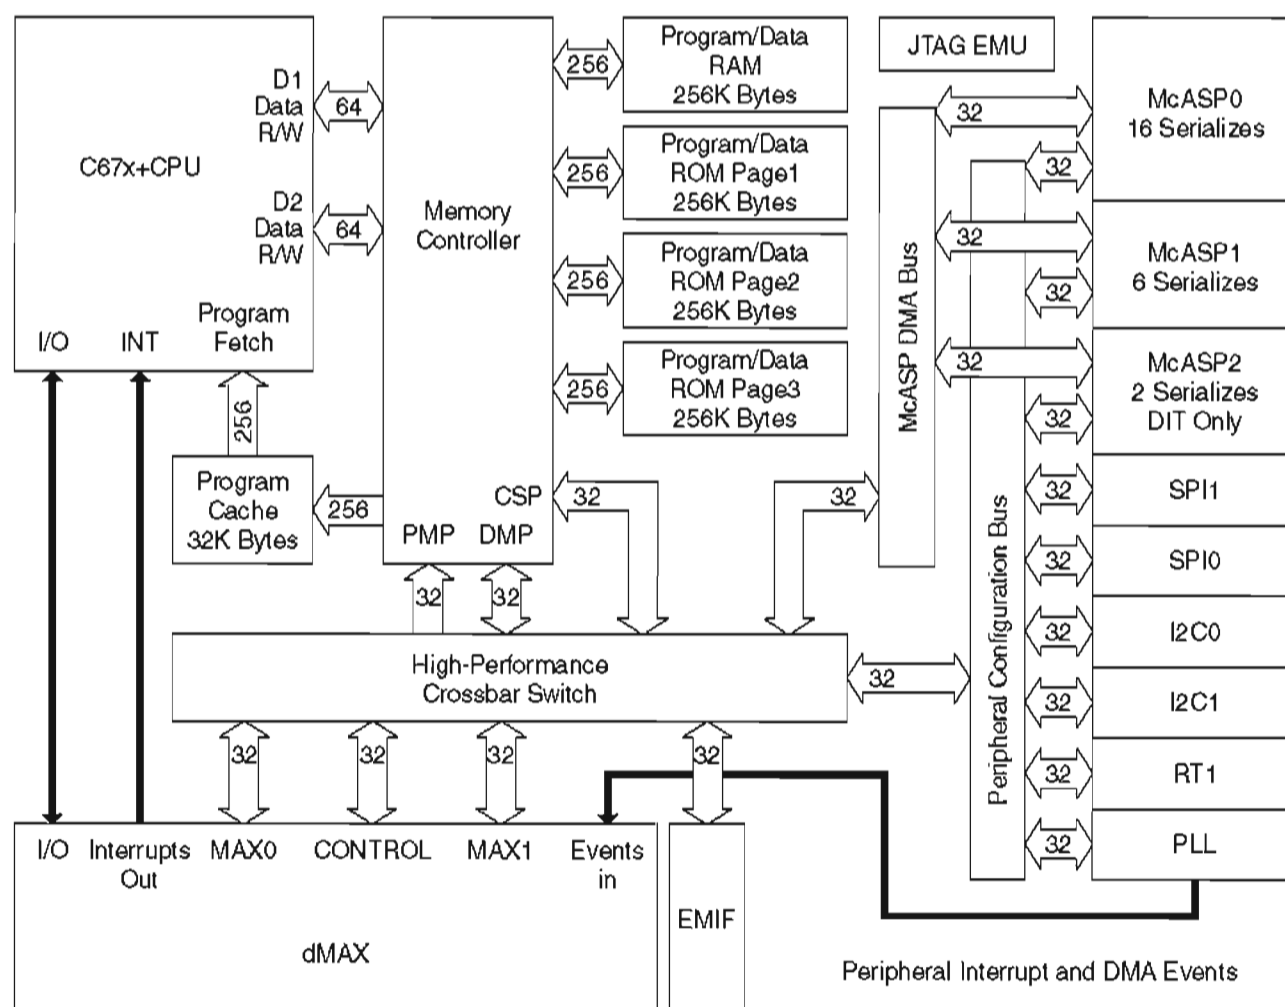 C67x+CPU
D1
Data
R/W
D2
Data
R/W
I/O
INT
Program
Fetch
64
64
256
Program
Cache
32K Bytes
256
Memory
Controller
CSP
PMP
DMP
256
256
256
256
Program/Data
RAM
256K Bytes
Program/Data
ROM Page1
256K Bytes
Program/Data
ROM Page2
256K Bytes
Program/Data
ROM Page3
256K Bytes
32
32
32
32
High-Performance
Crossbar Switch
32
32
32
32
32
I/O
Interrupts
Out
MAX0
CONTROL
MAX1
Events
in
dMAX
EMIF
JTAG EMU
McASP DMA Bus
Peripheral Configuration Bus
32
32
32
32
32
32
32
32
32
32
32
32
McASP0
16 Serializes
McASP1
6 Serializes
McASP2
2 Serializes
DIT Only
SPI1
SPI0
I2C0
I2C1
RT1
PLL
Peripheral Interrupt and DMA Events